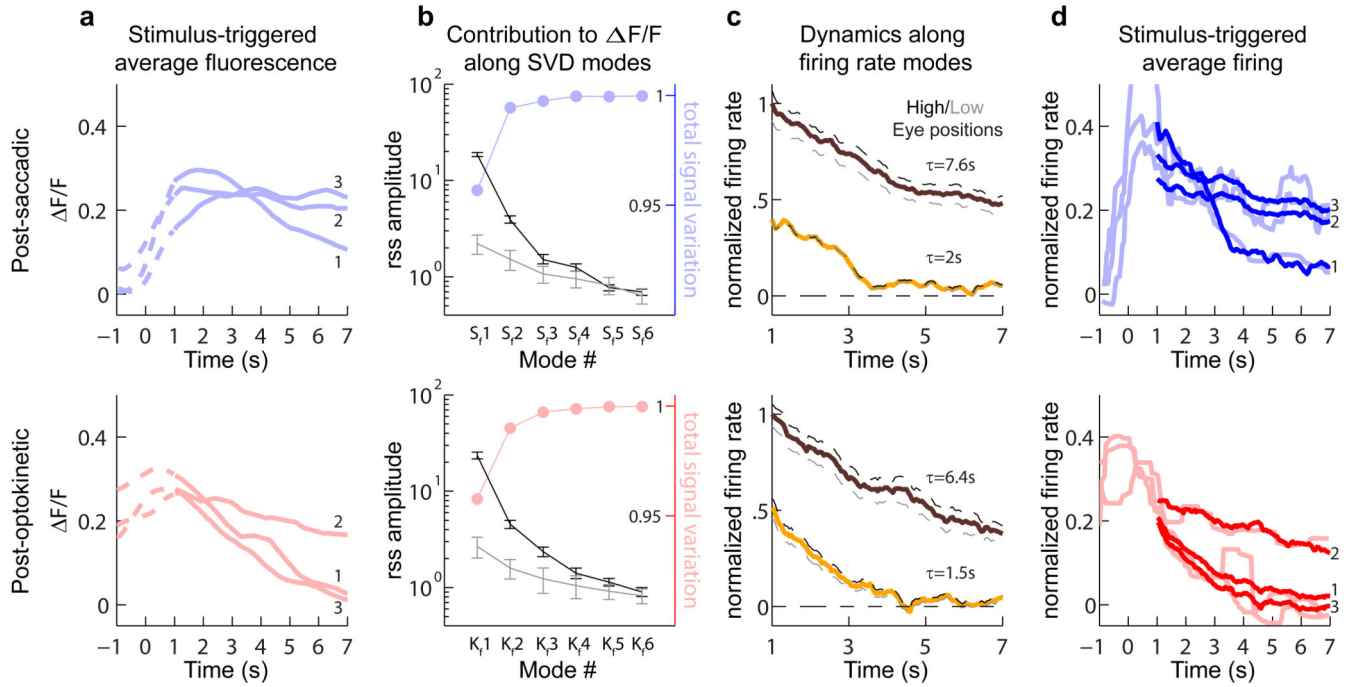 a
Stimulus-triggered
average fluorescence
b
Contribution to ΔF/F
along SVD modes
c
Dynamics along
firing rate modes
d
Stimulus-triggered
average firing
Post-saccadic
ΔF/F
0.4
0.2
0
3
2
1
−1 0 1 2 3 4 5 6 7
Time (s)
rss amplitude
10²
10¹
10⁰
1
0.95
total signal variation
S_f1 S_f2 S_f3 S_f4 S_f5 S_f6
Mode #
normalized firing rate
1
.5
0
High/Low
Eye positions
τ=7.6s
τ=2s
1 3 5 7
Time (s)
normalized firing rate
0.4
0.2
0
3
2
1
−1 0 1 2 3 4 5 6 7
Time (s)
Post-optokinetic
ΔF/F
0.4
0.2
0
2
1
3
−1 0 1 2 3 4 5 6 7
Time (s)
rss amplitude
10²
10¹
10⁰
1
0.95
total signal variation
K_f1 K_f2 K_f3 K_f4 K_f5 K_f6
Mode #
normalized firing rate
1
.5
0
τ=6.4s
τ=1.5s
1 3 5 7
Time (s)
normalized firing rate
0.4
0.2
0
2
1
3
−1 0 1 2 3 4 5 6 7
Time (s)